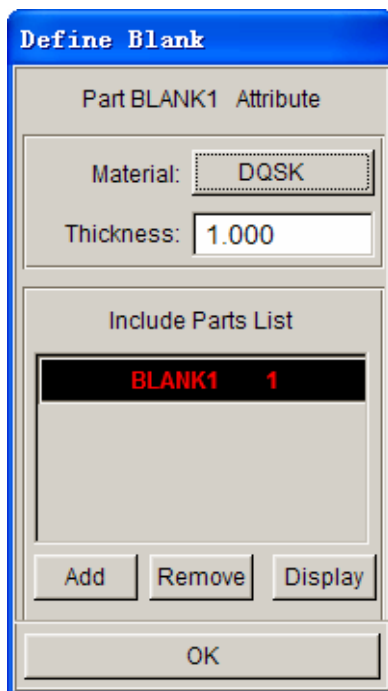 Define Blank
Part BLANK1 Attribute
Material: DQSK
Thickness: 1.000
Include Parts List
BLANK1 1
Add Remove Display
OK